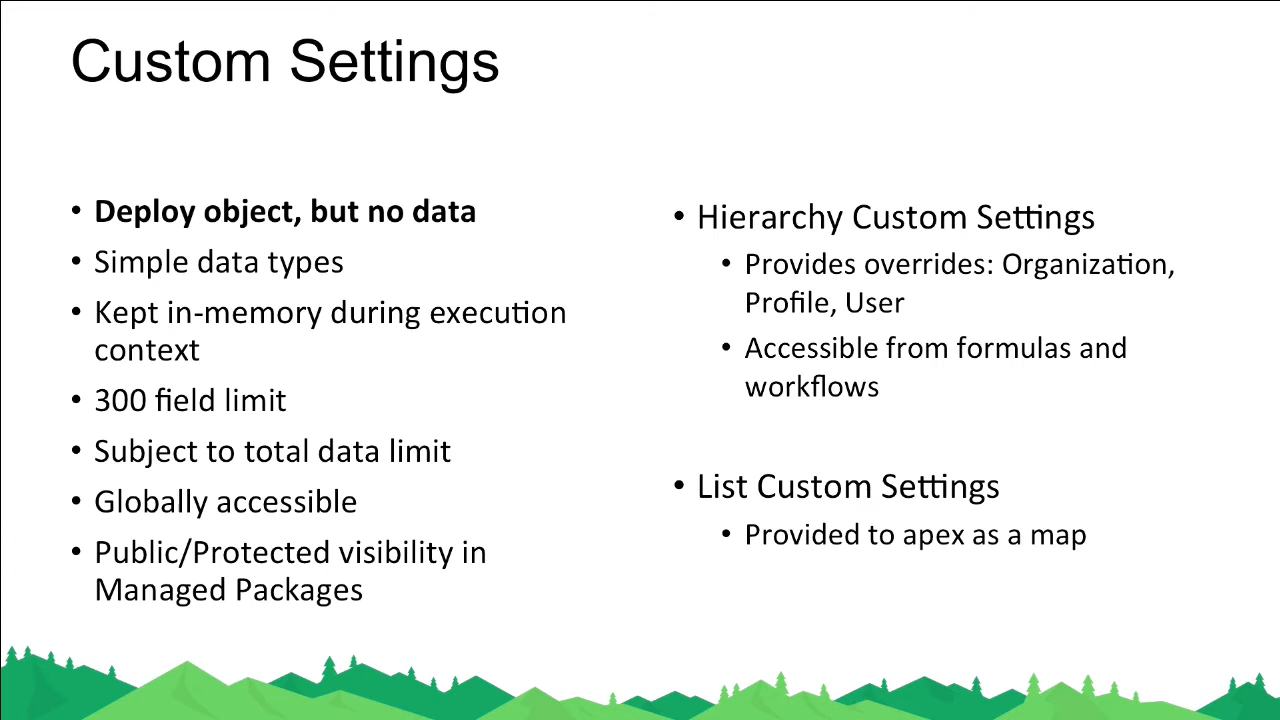 Custom Settings
• Deploy object, but no data
• Simple data types
• Kept in-memory during execution
context
• 300 field limit
• Subject to total data limit
• Globally accessible
• Public/Protected visibility in
Managed Packages
• Hierarchy Custom Settings
• Provides overrides: Organization,
Profile, User
• Accessible from formulas and
workflows
• List Custom Settings
• Provided to apex as a map